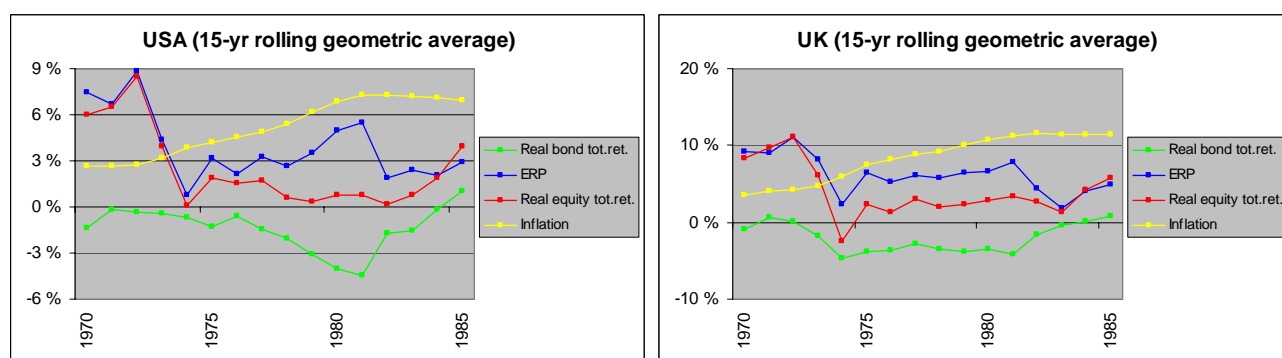 USA (15-yr rolling geometric average)
9 %
6 %
3 %
0 %
-3 %
-6 %
1970
1975
1980
1985
Real bond tot.ret.
ERP
Real equity tot.ret.
Inflation
UK (15-yr rolling geometric average)
20 %
10 %
0 %
-10 %
1970
1975
1980
1985
Real bond tot.ret.
ERP
Real equity tot.ret.
Inflation